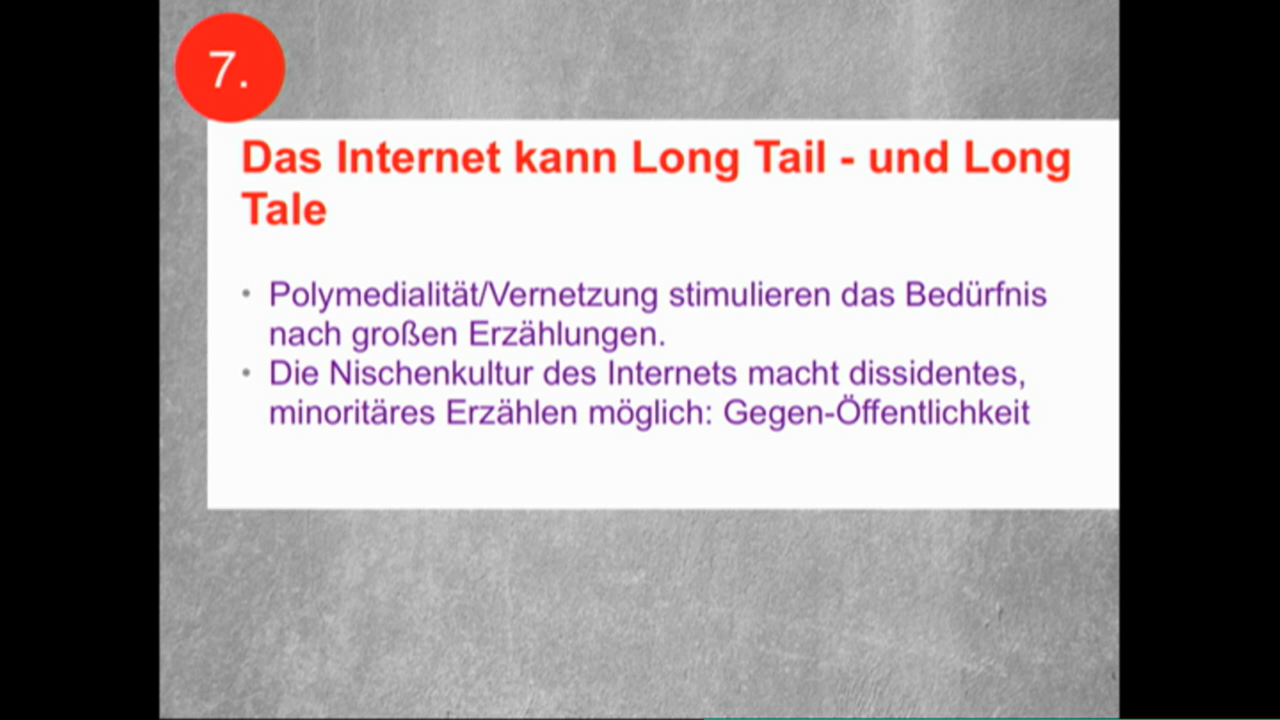 7.
Das Internet kann Long Tail - und Long
Tale
• Polymedialität/Vernetzung stimulieren das Bedürfnis
nach großen Erzählungen.
• Die Nischenkultur des Internets macht dissidentes,
minoritäres Erzählen möglich: Gegen-Öffentlichkeit